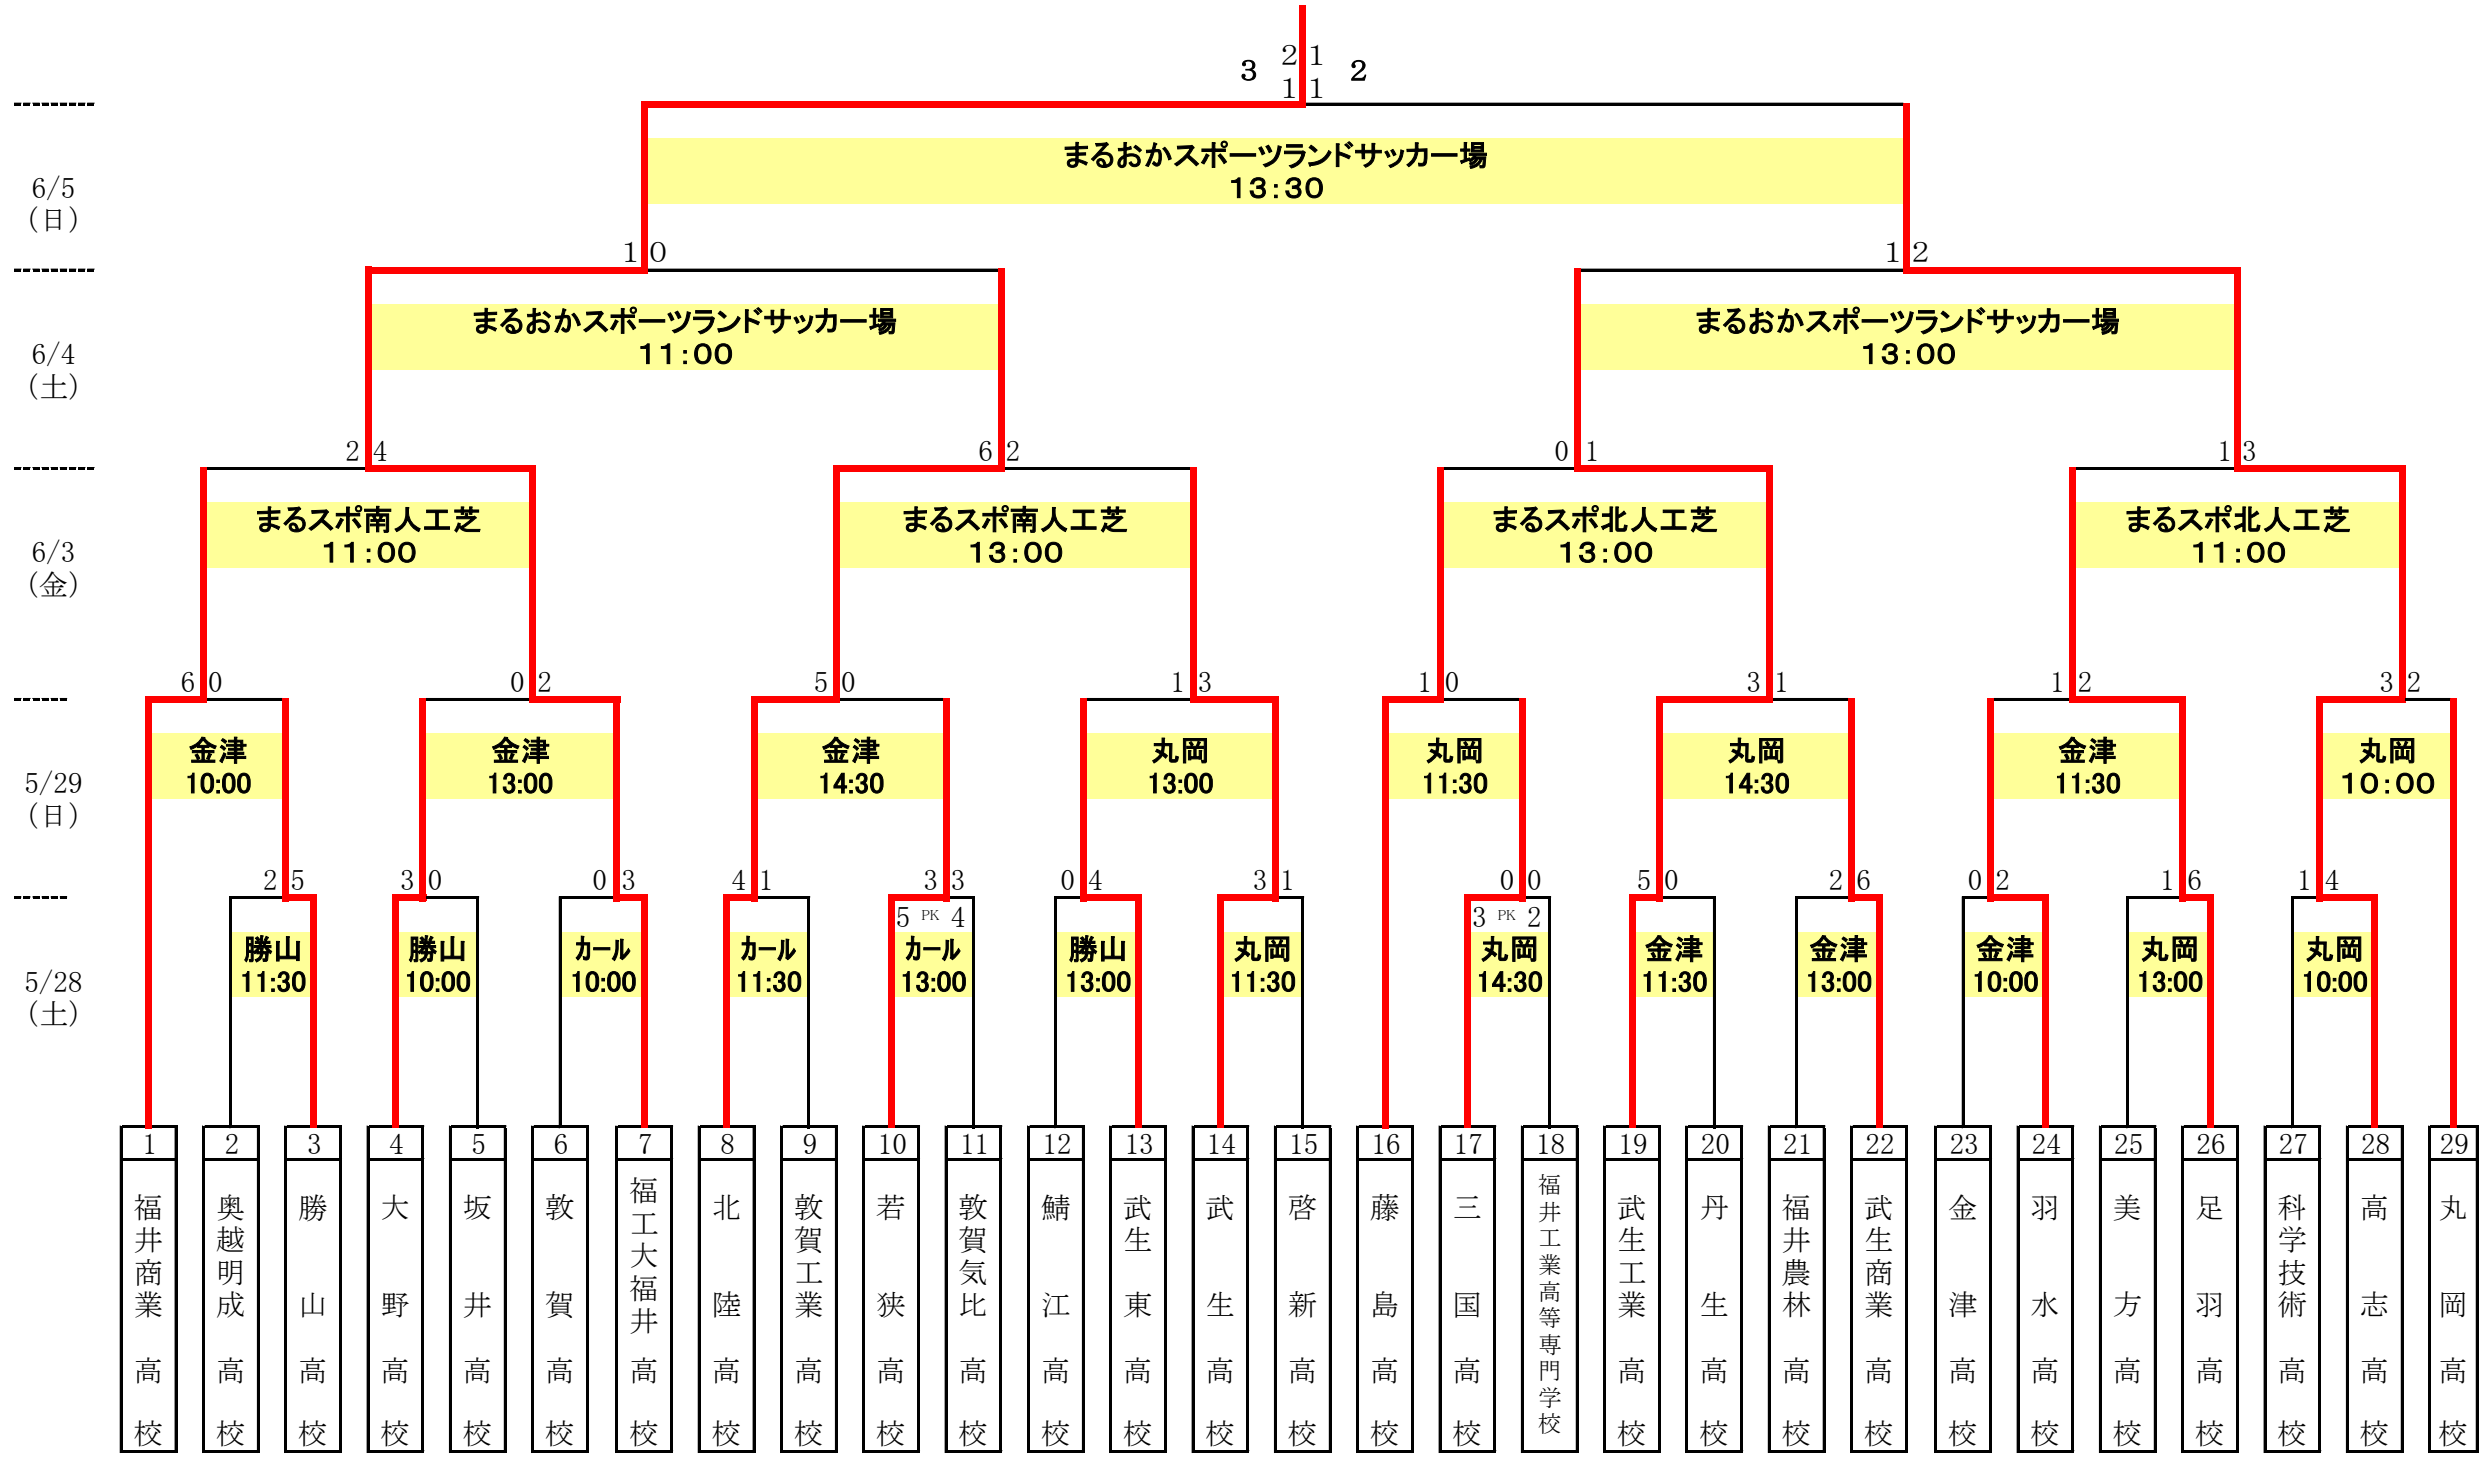 2 1
3 2
1 1
まるおかスポーツランドサッカー場
13:30
6/5
(日)
1 0 1 2
まるおかスポーツランドサッカー場 まるおかスポーツランドサッカー場
11:00 13:00
6/4
(土)
2 4 6 2 0 1 1 3
まるスポ南人工芝 まるスポ南人工芝 まるスポ北人工芝 まるスポ北人工芝
11:00 13:00 13:00 11:00
6/3
(金)
6 0 0 2 5 0 1 3 1 0 3 1 1 2 3 2
金津 金津 金津 丸岡 丸岡 丸岡 金津 丸岡
10:00 13:00 14:30 13:00 11:30 14:30 11:30 10:00
5/29
(日)
2 5 3 0 0 3 4 1 3 3 0 4 3 1 0 0 5 0 2 6 0 2 1 6 1 4
5 PK 4 3 PK 2
勝山 勝山 カール カール カール 勝山 丸岡 丸岡 金津 金津 金津 丸岡 丸岡
11:30 10:00 10:00 11:30 13:00 13:00 11:30 14:30 11:30 13:00 10:00 13:00 10:00
5/28
(土)
1 2 3 4 5 6 7 8 9 10 11 12 13 14 15 16 17 18 19 20 21 22 23 24 25 26 27 28 29
福井商業高校
奥越明成高校
勝山高校
大野高校
坂井高校
敦賀高校
福工大福井高校
北陸高校
敦賀工業高校
若狭高校
敦賀気比高校
鯖江高校
武生東高校
武生高校
啓新高校
藤島高校
三国高校
福井工業高等専門学校
武生工業高校
丹生高校
福井農林高校
武生商業高校
金津高校
羽水高校
美方高校
足羽高校
科学技術高校
高志高校
丸岡高校